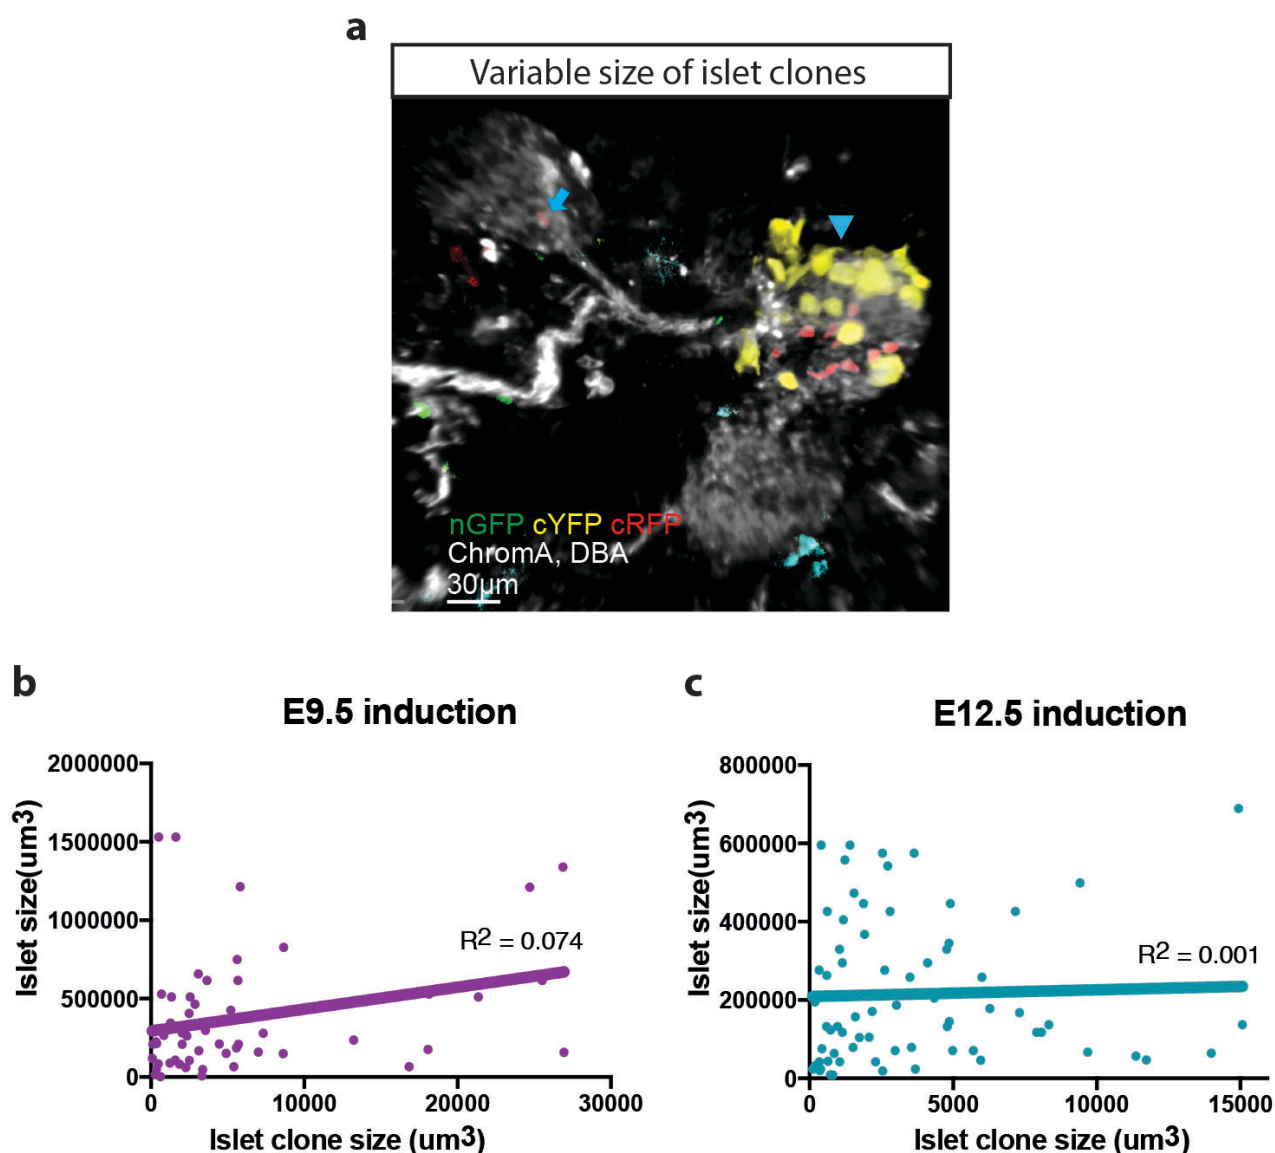 a
Variable size of islet clones
nGFP cYFP cRFP
ChromA, DBA
30µm
b
E9.5 induction
2000000
1500000
1000000
500000
0
Islet size(um3)
R2 = 0.074
0 10000 20000 30000
Islet clone size (um3)
c
E12.5 induction
800000
600000
400000
200000
0
Islet size(um3)
R2 = 0.001
0 5000 10000 15000
Islet clone size (um3)